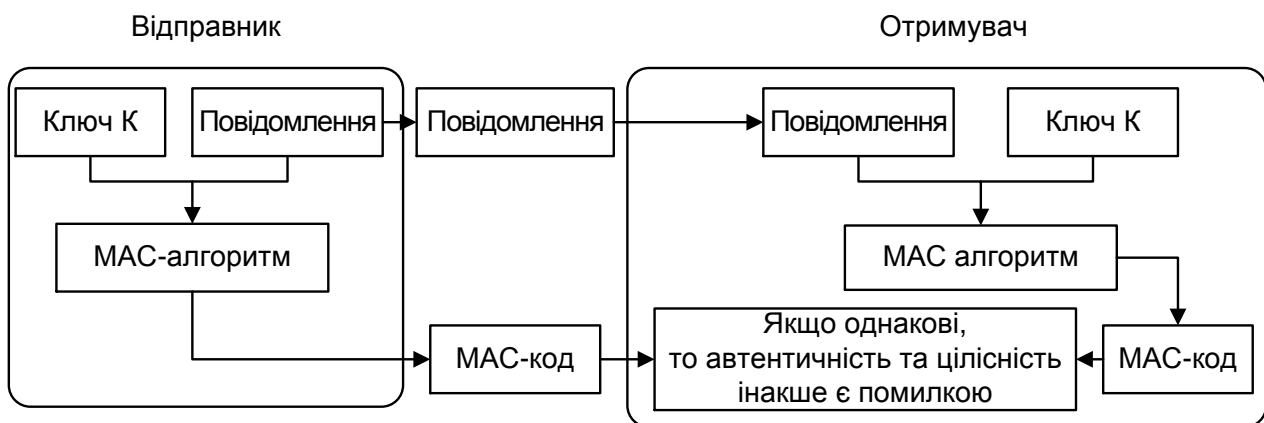 Відправник
Отримувач
Ключ К
Повідомлення
Повідомлення
Повідомлення
Ключ К
МАС-алгоритм
МАС алгоритм
МАС-код
Якщо однакові,
то автентичність та цілісність
інакше є помилкою
МАС-код